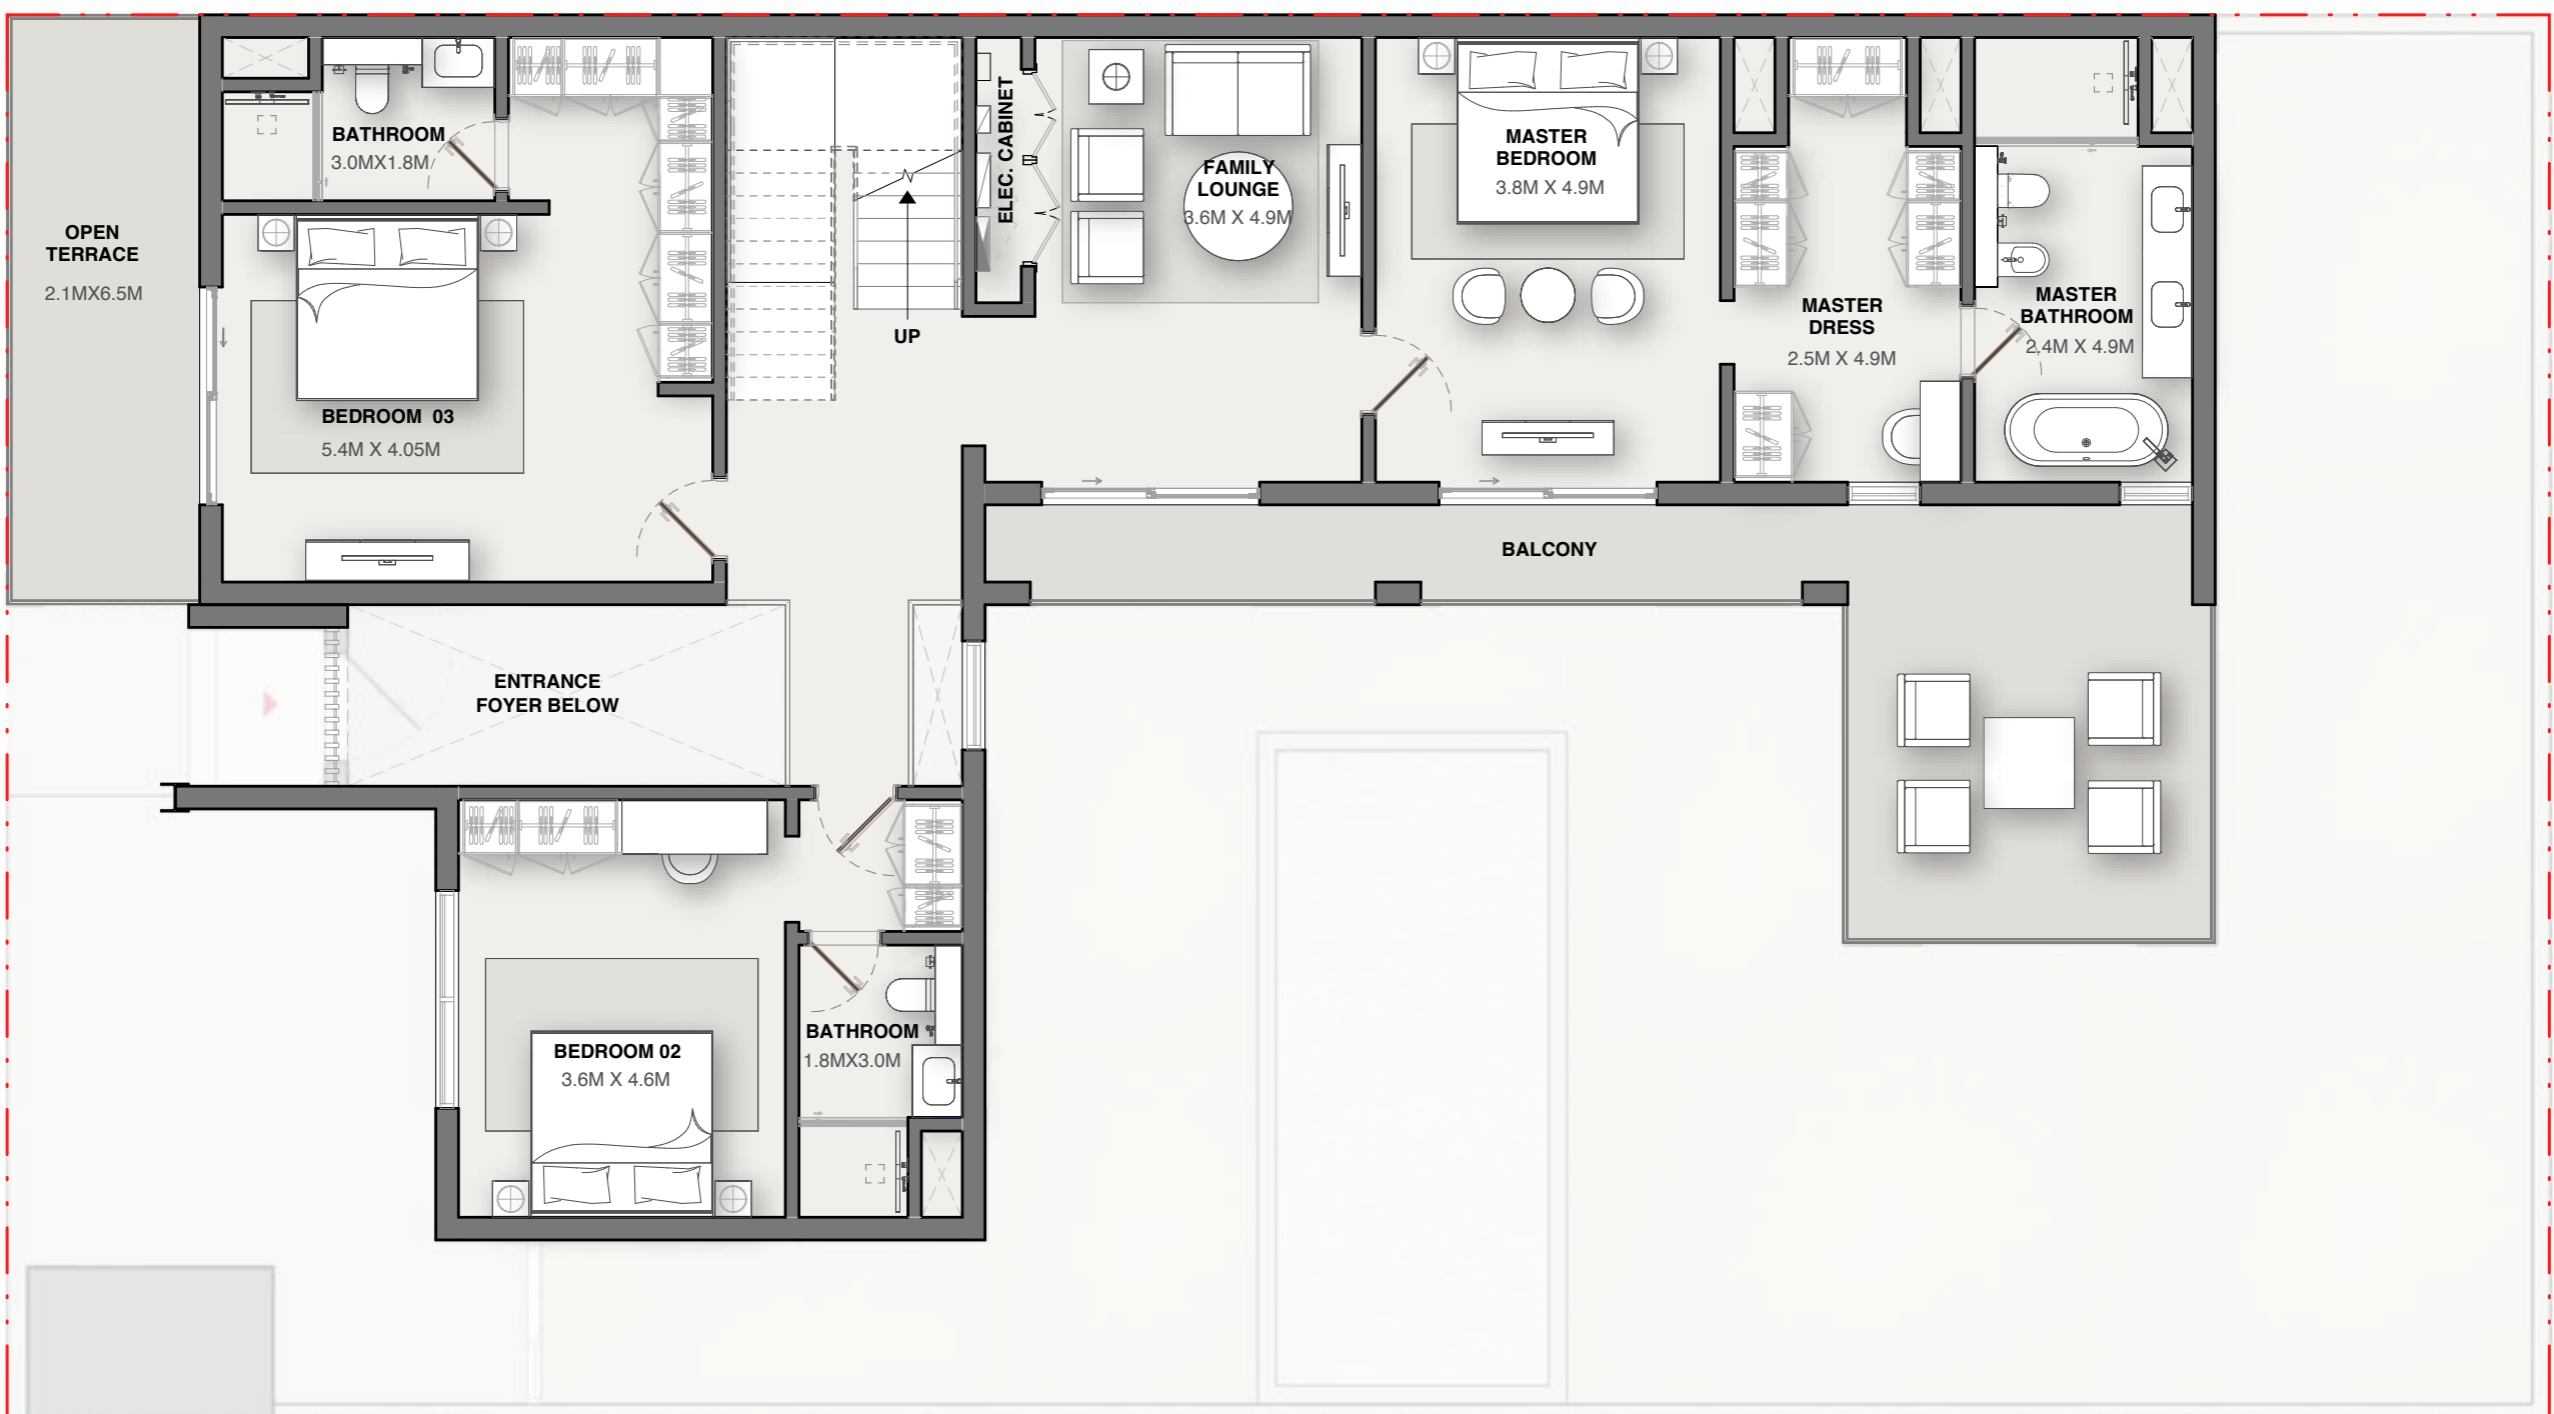 OPEN
TERRACE
2.1MX6.5M
BATHROOM
3.0MX1.8M
BEDROOM 03
5.4M X 4.05M
UP
ELEC. CABINET
FAMILY
LOUNGE
3.6M X 4.9M
MASTER
BEDROOM
3.8M X 4.9M
MASTER
DRESS
2.5M X 4.9M
MASTER
BATHROOM
2.4M X 4.9M
BALCONY
ENTRANCE
FOYER BELOW
BEDROOM 02
3.6M X 4.6M
BATHROOM
1.8MX3.0M